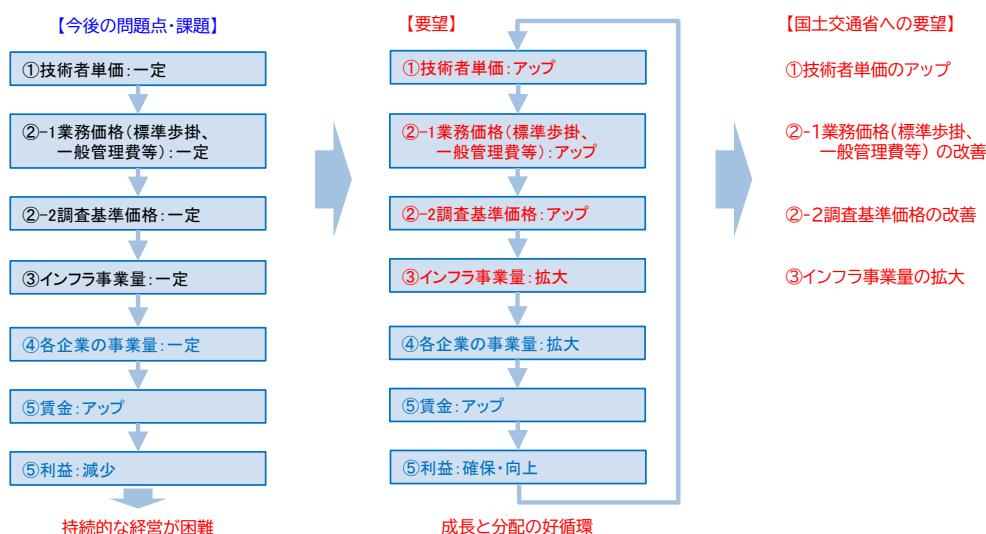 【今後の問題点・課題】
①技術者単価：一定
②-1業務価格（標準歩掛、
一般管理費等）：一定
②-2調査基準価格：一定
③インフラ事業量：一定
④各企業の事業量：一定
⑤賃金：アップ
⑤利益：減少
持続的な経営が困難
【要望】
①技術者単価：アップ
②-1業務価格（標準歩掛、
一般管理費等）：アップ
②-2調査基準価格：アップ
③インフラ事業量：拡大
④各企業の事業量：拡大
⑤賃金：アップ
⑤利益：確保・向上
成長と分配の好循環
【国土交通省への要望】
①技術者単価のアップ
②-1業務価格（標準歩掛、
一般管理費等）の改善
②-2調査基準価格の改善
③インフラ事業量の拡大